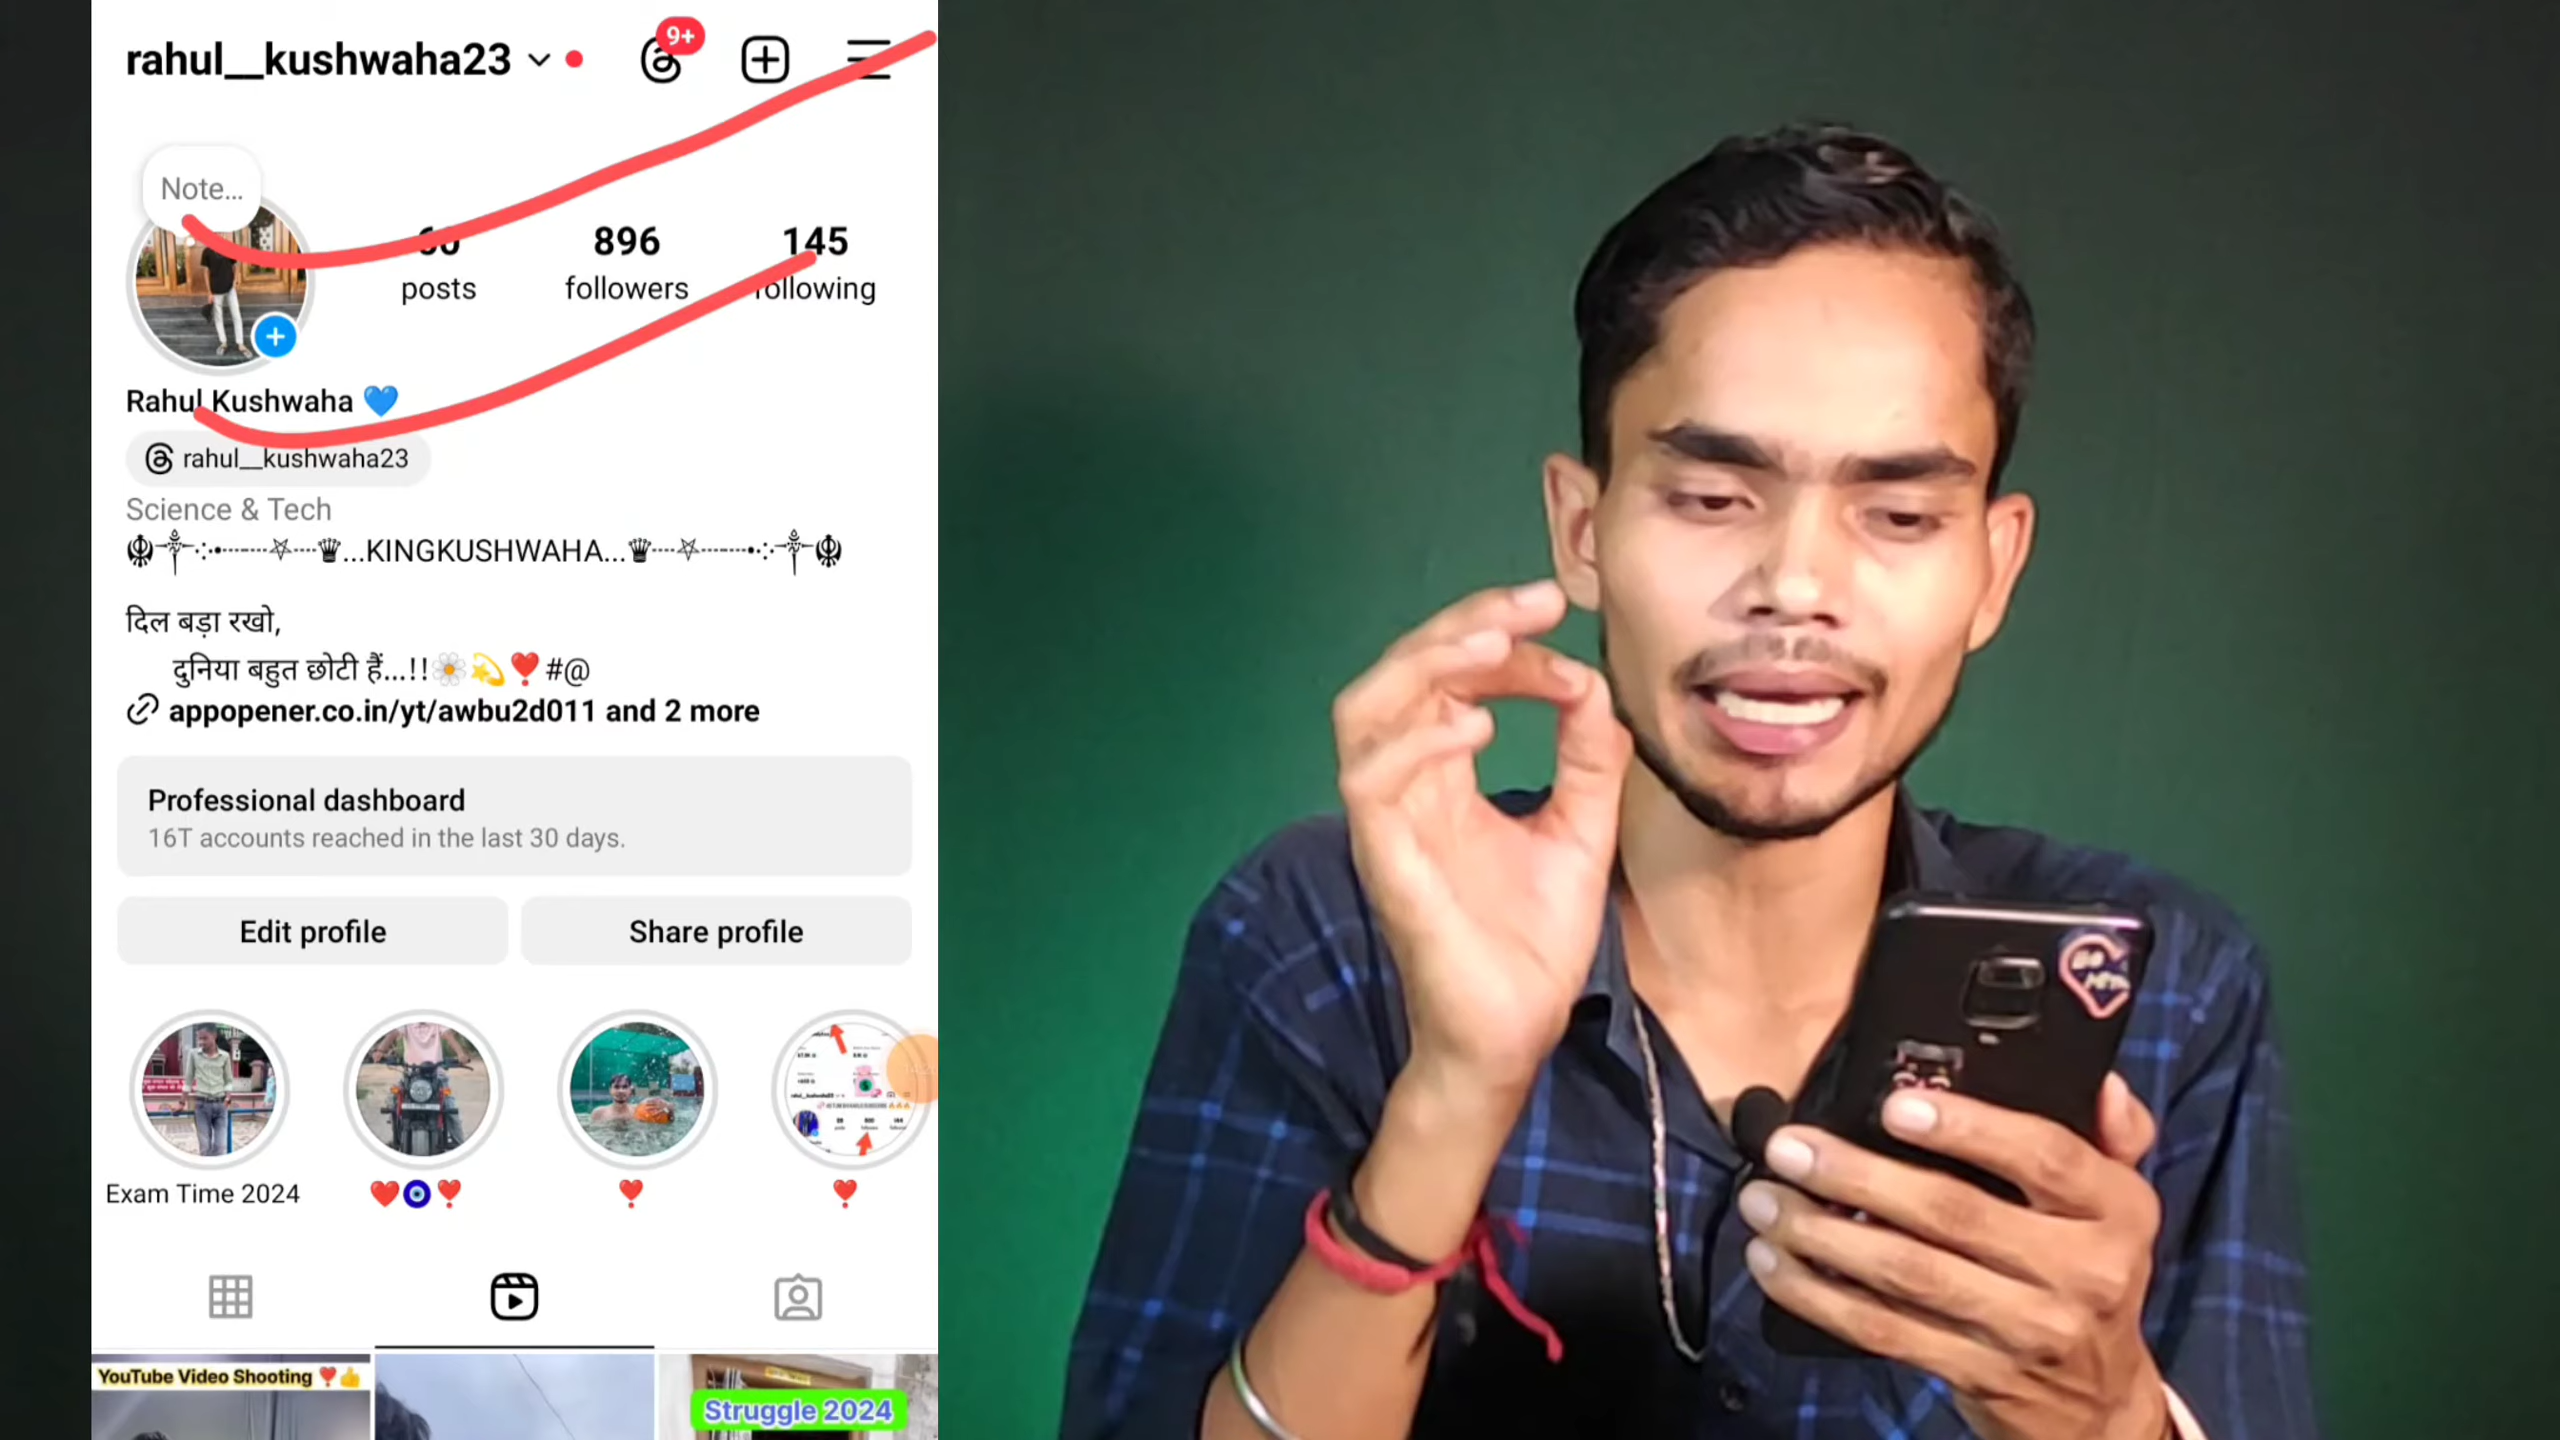 rahul__kushwaha23
9+
Note...
60 896 145
posts followers following
Rahul Kushwaha 💙
rahul__kushwaha23
Science & Tech
...KINGKUSHWAHA...
दिल बड़ा रखो,
दुनिया बहुत छोटी हैं...!!🌼💫❣️#@
appopener.co.in/yt/awbu2d011 and 2 more
Professional dashboard
16T accounts reached in the last 30 days.
Edit profile Share profile
Exam Time 2024 ❤️🧿❣️ ❣️ ❣️
YouTube Video Shooting ❣️👍
Struggle 2024